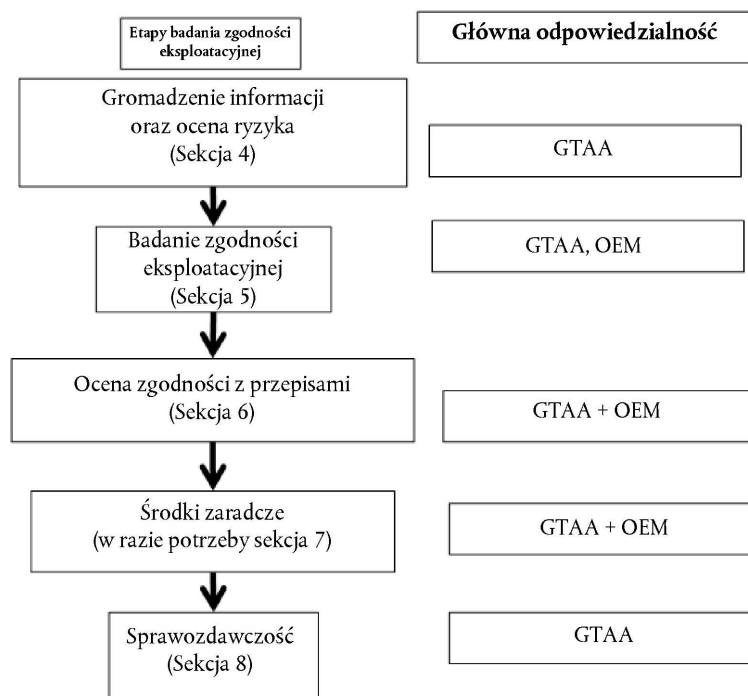 Etapy badania zgodności
eksploatacyjnej
Główna odpowiedzialność
Gromadzenie informacji
oraz ocena ryzyka
(Sekcja 4)
GTAA
Badanie zgodności
eksploatacyjnej
(Sekcja 5)
GTAA, OEM
Ocena zgodności z przepisami
(Sekcja 6)
GTAA + OEM
Środki zaradcze
(w razie potrzeby sekcja 7)
GTAA + OEM
Sprawozdawczość
(Sekcja 8)
GTAA